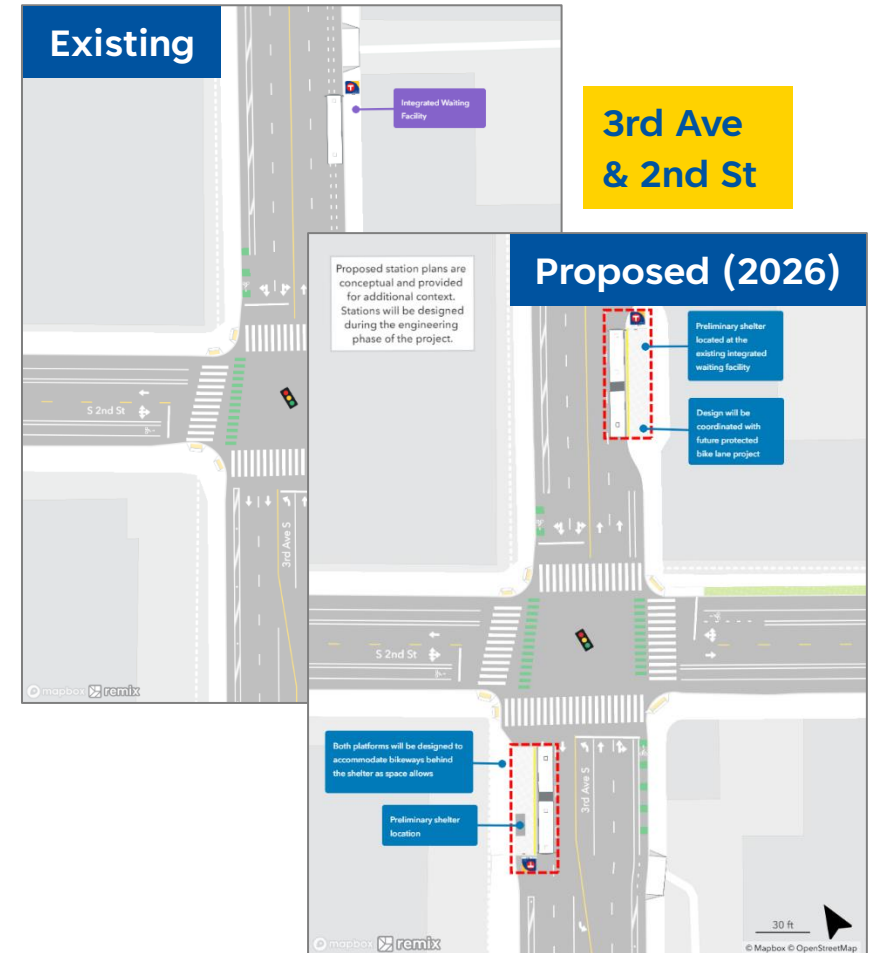 Existing
Integrated Waiting
Facility
S 2nd St
3rd Ave S
mapbox remix
3rd Ave
& 2nd St
Proposed (2026)
Proposed station plans are
conceptual and provided
for additional context.
Stations will be designed
during the engineering
phase of the project.
Preliminary shelter
located at the
existing integrated
waiting facility
Design will be
coordinated with
future protected
bike lane project
S 2nd St
Both platforms will be designed to
accommodate bikeways behind
the shelter as space allows
3rd Ave S
Preliminary shelter
location
30 ft
mapbox remix
© Mapbox © OpenStreetMap